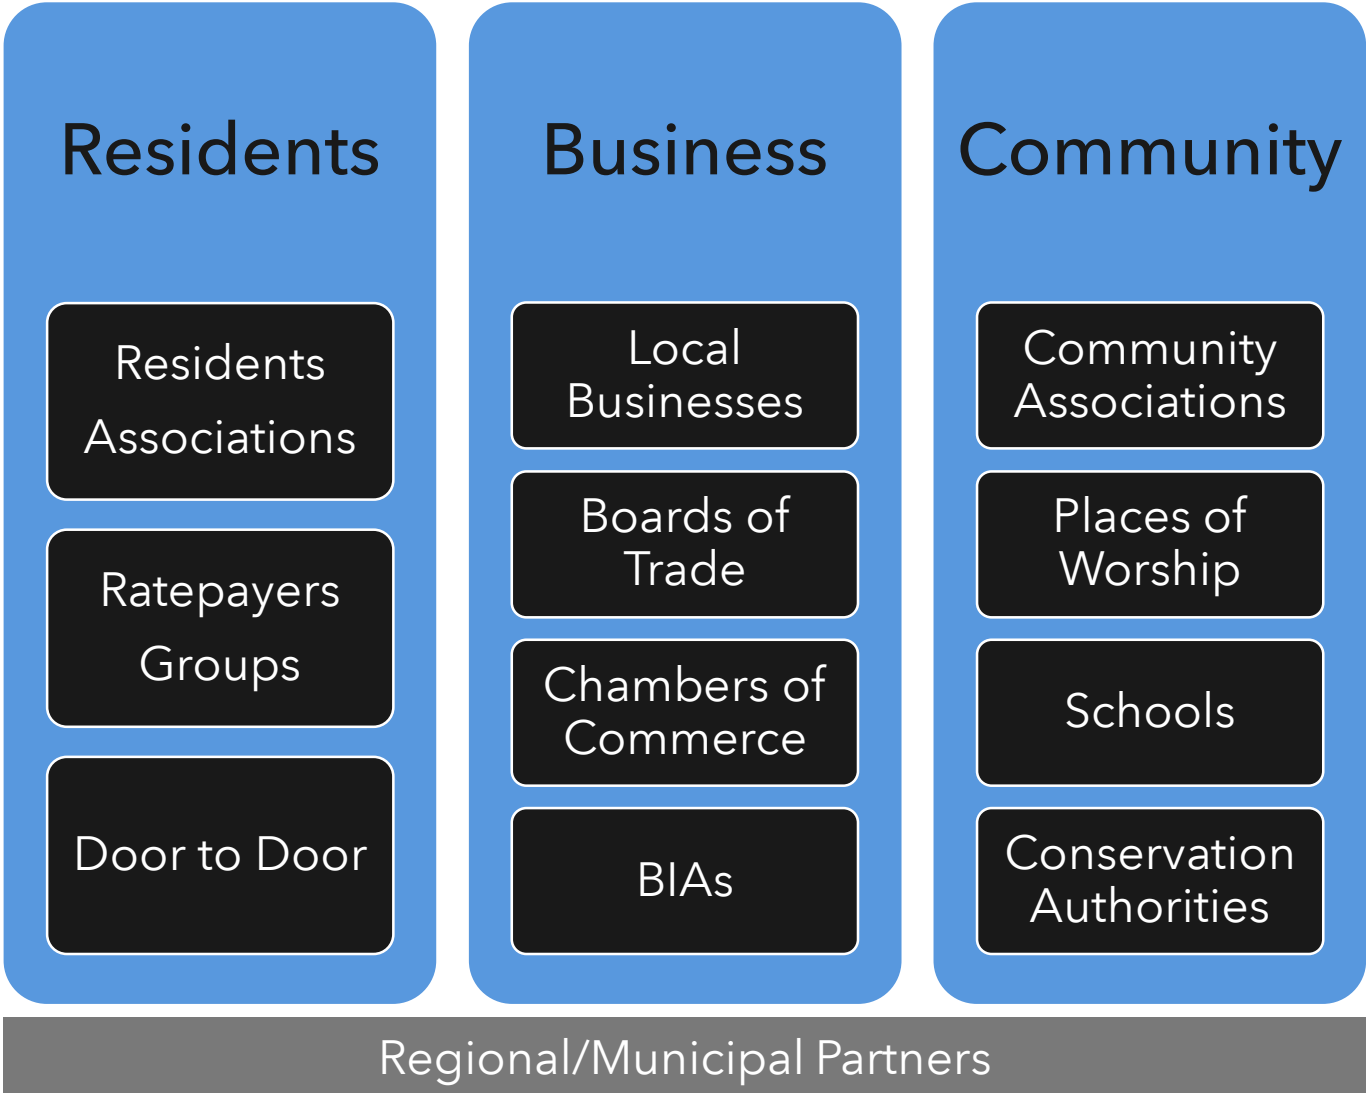 Residents
Residents
Associations
Ratepayers
Groups
Door to Door
Business
Local
Businesses
Boards of
Trade
Chambers of
Commerce
BIAs
Community
Community
Associations
Places of
Worship
Schools
Conservation
Authorities
Regional/Municipal Partners